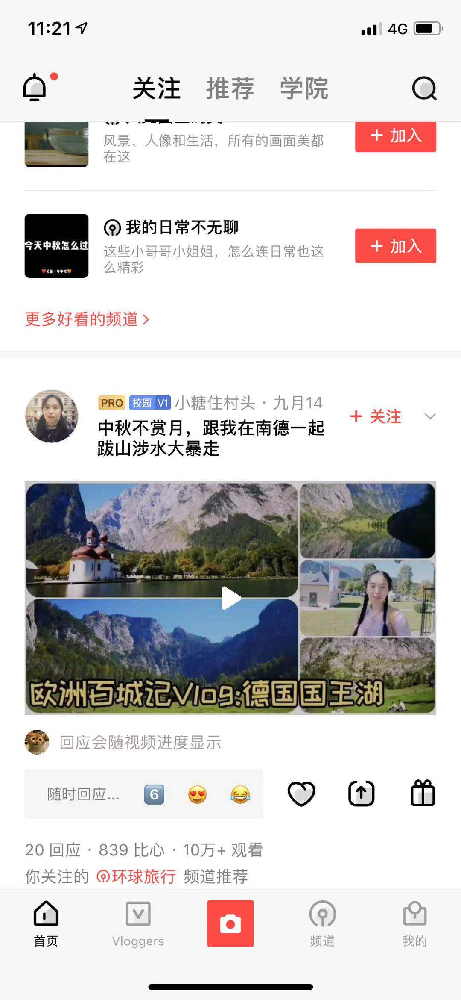 11:21
4G
关注 推荐 学院
风景、人像和生活，所有的画面美都
在这
+ 加入
今天中秋怎么过
❤️又是一年中秋🧡
我的日常不无聊
这些小哥哥小姐姐，怎么连日常也这
么精彩
+ 加入
更多好看的频道 >
PRO 校园 V1 小糖住村头 · 九月14
中秋不赏月，跟我在南德一起
跋山涉水大暴走
+ 关注
欧洲百城记Vlog:德国国王湖
回应会随视频进度显示
随时回应... 6️⃣ 😍 😂
20 回应 · 839 比心 · 10万+ 观看
你关注的 环球旅行 频道推荐
首页 Vloggers 频道 我的